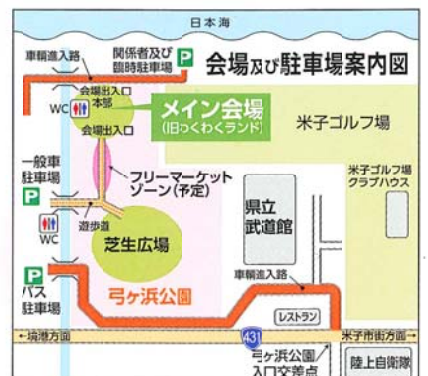 日本海
会場及び駐車場案内図
車輌進入路
関係者及び
臨時駐車場
P
会場出入口
本部
WC
メイン会場
(旧つくわくランド)
会場出入口
米子ゴルフ場
一般車
駐車場
P
フリーマーケット
ゾーン(予定)
米子ゴルフ場
クラブハウス
県立
武道館
WC
遊歩道
芝生広場
P
バス
駐車場
弓ヶ浜公園
車輌進入路
レストラン
←境港方面
431
米子市街方面→
弓ヶ浜公園
入口交差点
陸上自衛隊